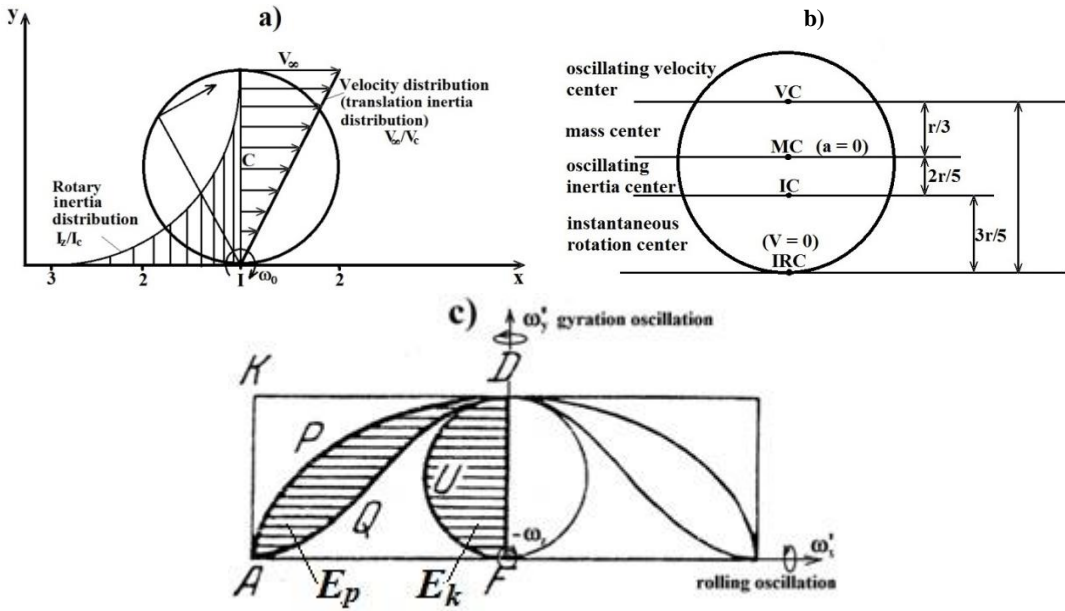 a)
y
V∞
Velocity distribution
(translation inertia
distribution)
V∞/Vc
C
Rotary
inertia
distribution
Iz/Ic
3
2
I
ω0
2
x
b)
oscillating velocity
center
VC
mass center
MC (a = 0)
oscillating
inertia center
IC
instantaneous
rotation center
(V = 0)
IRC
r/3
2r/5
3r/5
c)
gyration oscillation
K
D
P
Q
U
A
Ep
Ek
F
rolling oscillation